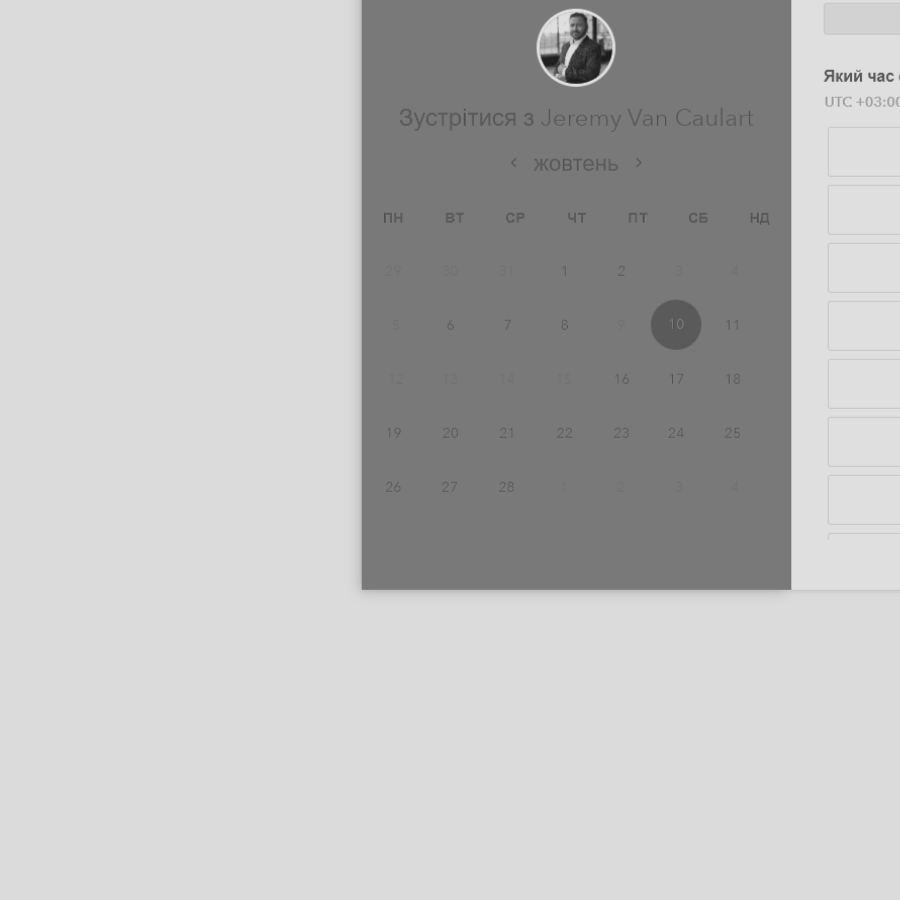 Зустрітися з Jeremy Van Caulart
жовтень
ПН ВТ СР ЧТ ПТ СБ НД
29 30 31 1 2 3 4
5 6 7 8 9 10 11
12 13 14 15 16 17 18
19 20 21 22 23 24 25
26 27 28 1 2 3 4
Який час
UTC +03:00